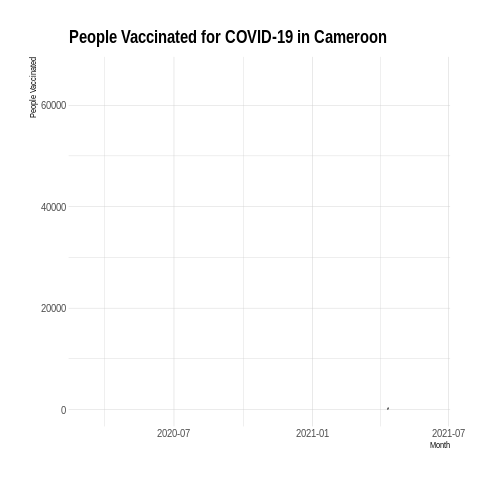 People Vaccinated for COVID-19 in Cameroon
People Vaccinated
60000
40000
20000
0
2020-07
2021-01
2021-07
Month